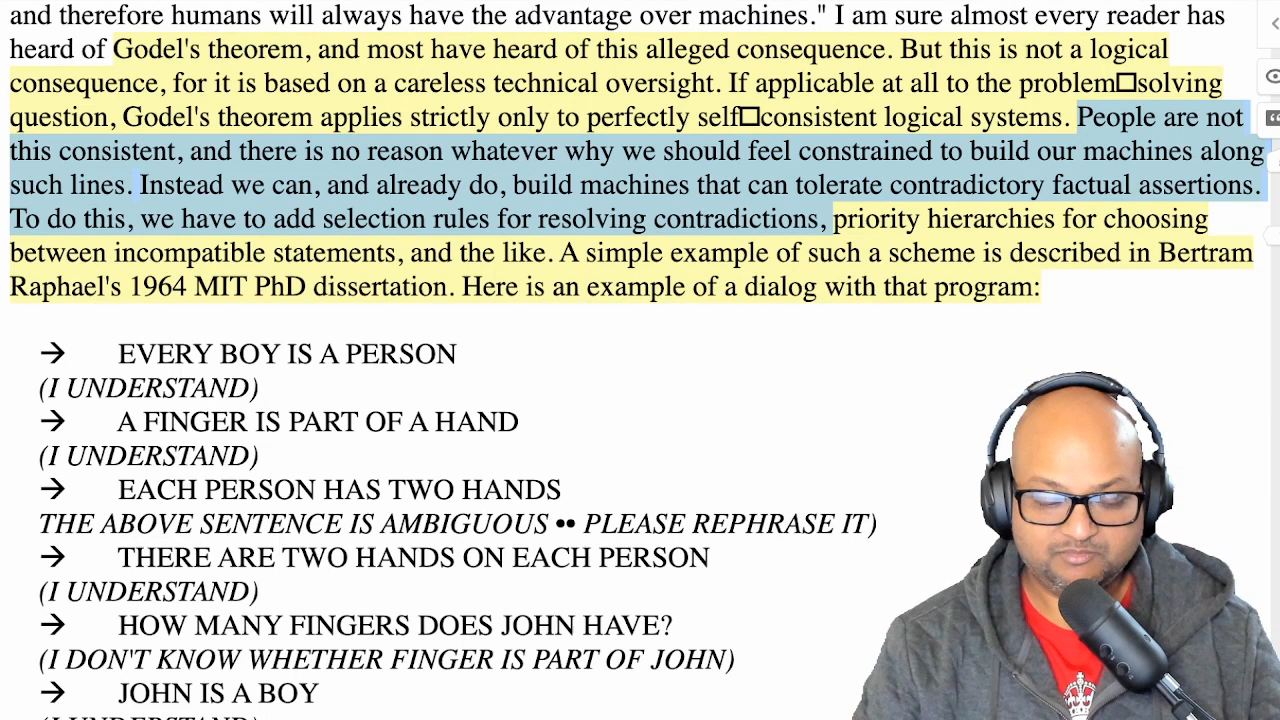 and therefore humans will always have the advantage over machines." I am sure almost every reader has
heard of Godel's theorem, and most have heard of this alleged consequence. But this is not a logical
consequence, for it is based on a careless technical oversight. If applicable at all to the problem□solving
question, Godel's theorem applies strictly only to perfectly self□consistent logical systems. People are not
this consistent, and there is no reason whatever why we should feel constrained to build our machines along
such lines. Instead we can, and already do, build machines that can tolerate contradictory factual assertions.
To do this, we have to add selection rules for resolving contradictions, priority hierarchies for choosing
between incompatible statements, and the like. A simple example of such a scheme is described in Bertram
Raphael's 1964 MIT PhD dissertation. Here is an example of a dialog with that program:
→ EVERY BOY IS A PERSON
(I UNDERSTAND)
→ A FINGER IS PART OF A HAND
(I UNDERSTAND)
→ EACH PERSON HAS TWO HANDS
THE ABOVE SENTENCE IS AMBIGUOUS •• PLEASE REPHRASE IT)
→ THERE ARE TWO HANDS ON EACH PERSON
(I UNDERSTAND)
→ HOW MANY FINGERS DOES JOHN HAVE?
(I DON'T KNOW WHETHER FINGER IS PART OF JOHN)
→ JOHN IS A BOY